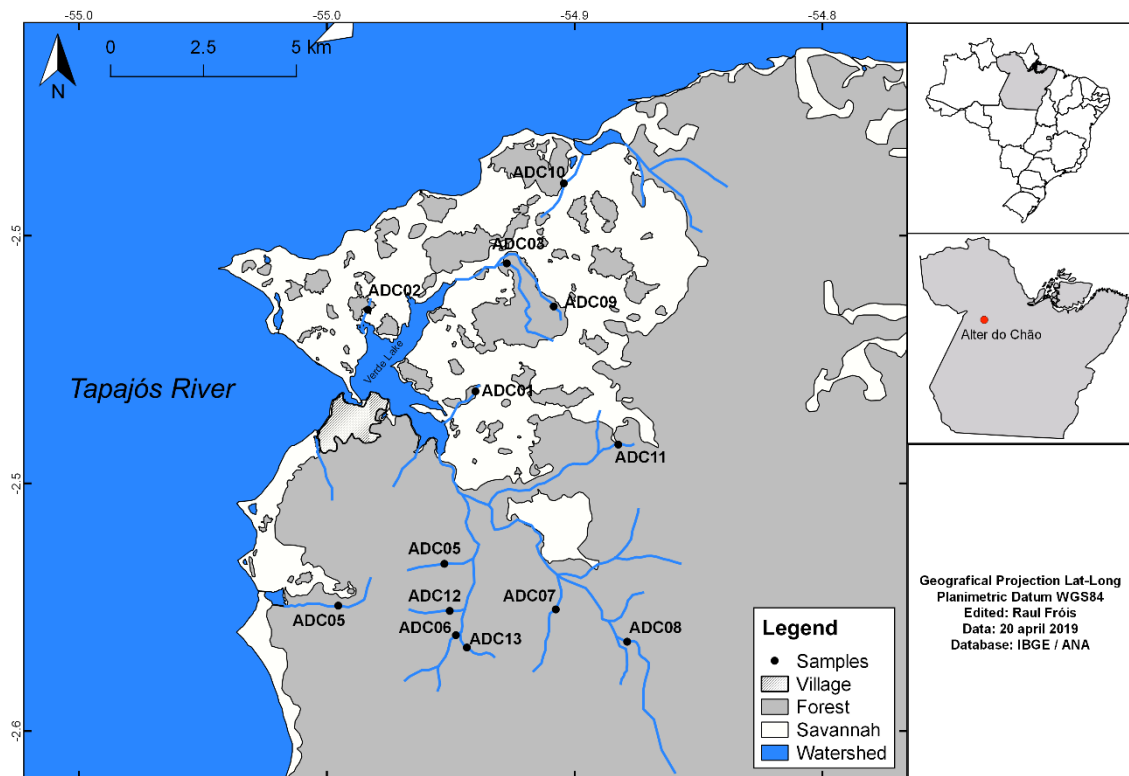 -55.0
-55.0
-54.9
-54.8
0
2.5
5 km
N
ADC10
-2.5
ADC03
ADC02
ADC09
Verde Lake
Tapajós River
ADC01
ADC11
-2.5
ADC05
ADC12
ADC07
ADC05
ADC06
ADC13
ADC08
-2.6
Legend
Samples
Village
Forest
Savannah
Watershed
Alter do Chão
Geografical Projection Lat-Long
Planimetric Datum WGS84
Edited: Raul Fróis
Data: 20 april 2019
Database: IBGE / ANA